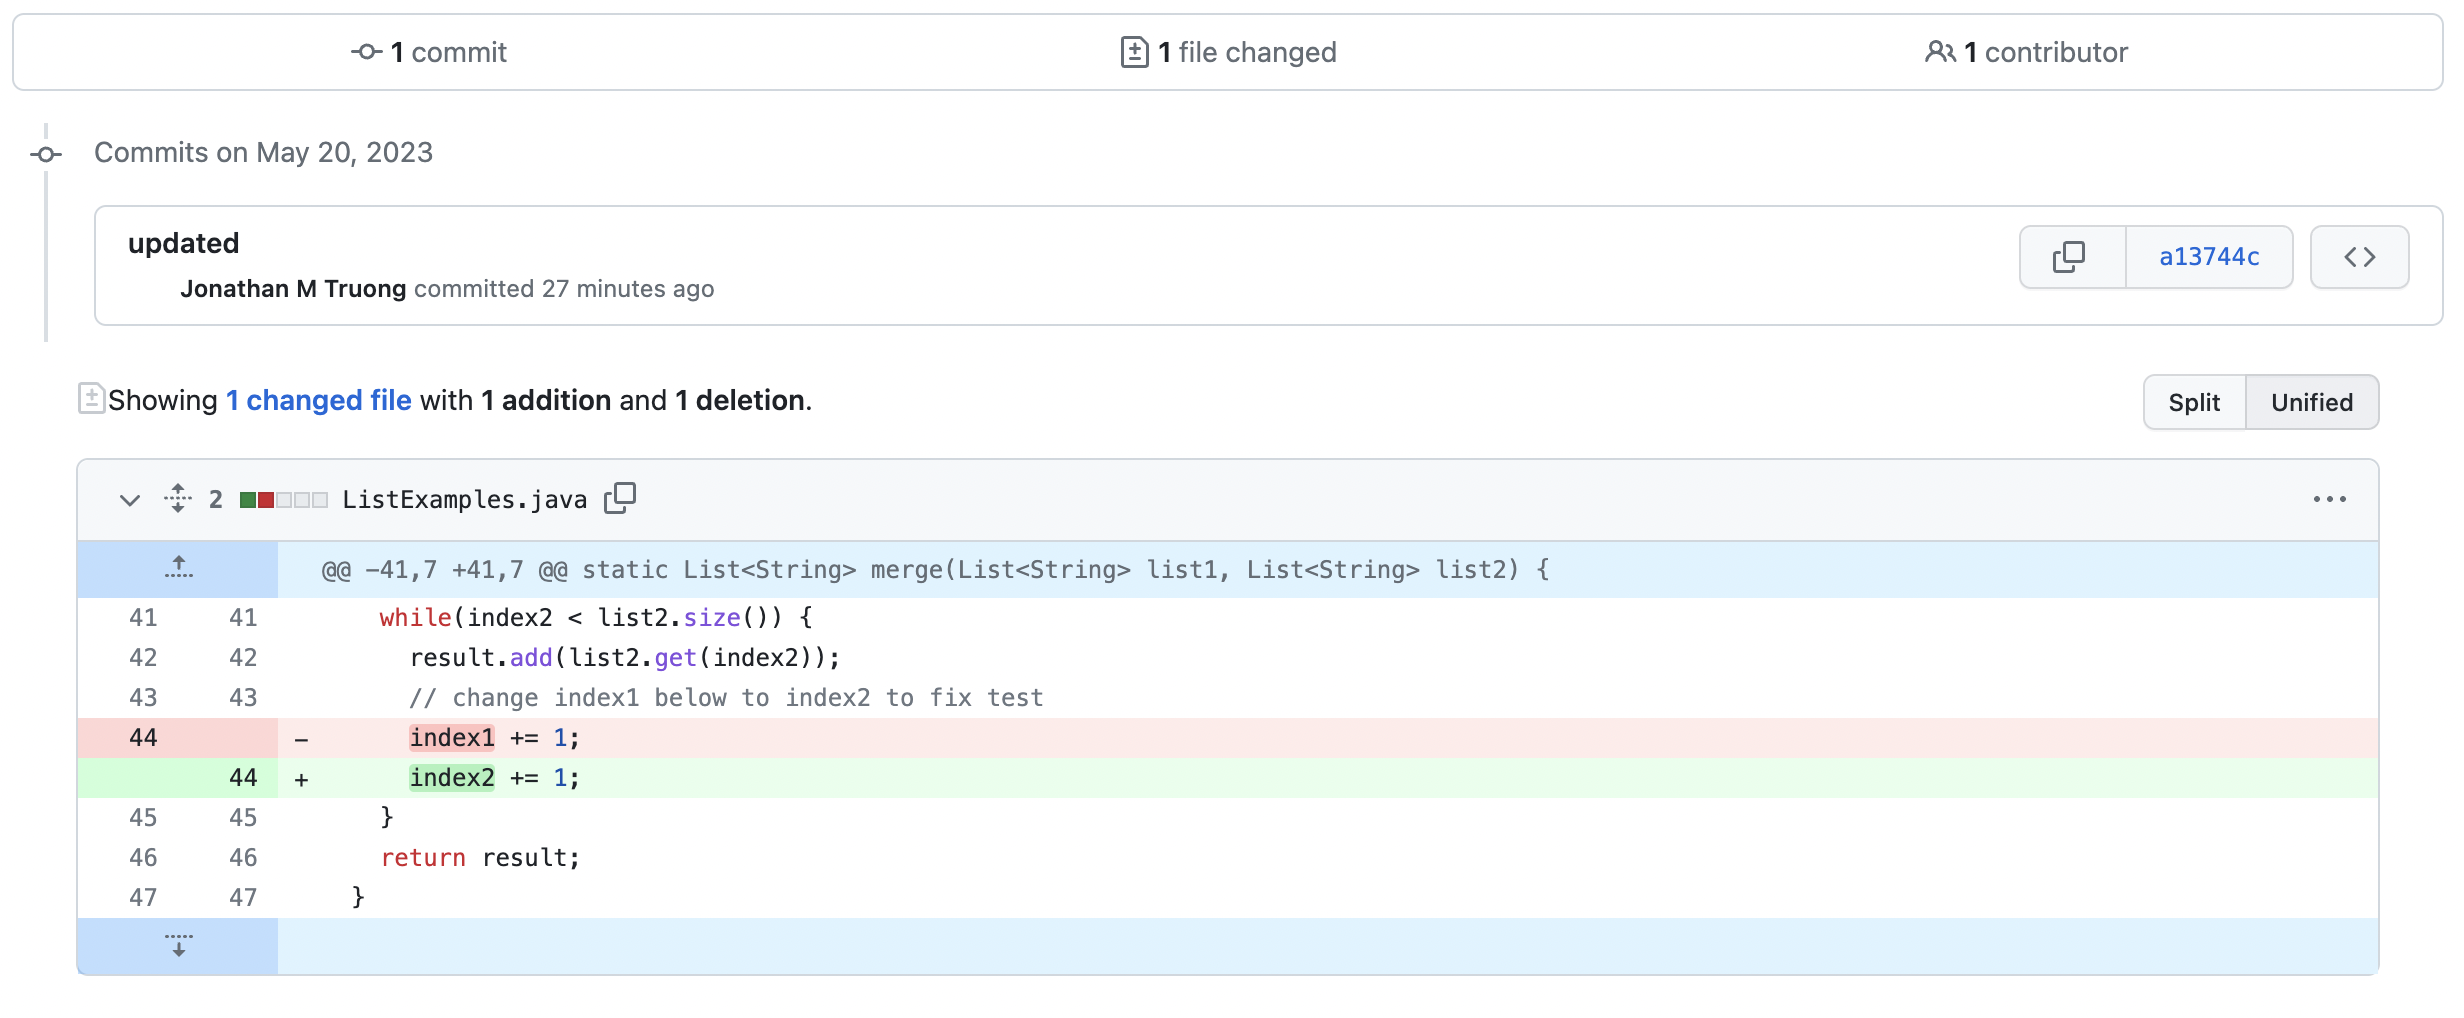 1 commit
1 file changed
1 contributor
Commits on May 20, 2023
updated
a13744c
Jonathan M Truong committed 27 minutes ago
Showing 1 changed file with 1 addition and 1 deletion.
Split
Unified
2 ListExamples.java
@@ -41,7 +41,7 @@ static List<String> merge(List<String> list1, List<String> list2) {
41 41 while(index2 < list2.size()) {
42 42 result.add(list2.get(index2));
43 43 // change index1 below to index2 to fix test
44 - index1 += 1;
44 + index2 += 1;
45 45 }
46 46 return result;
47 47 }